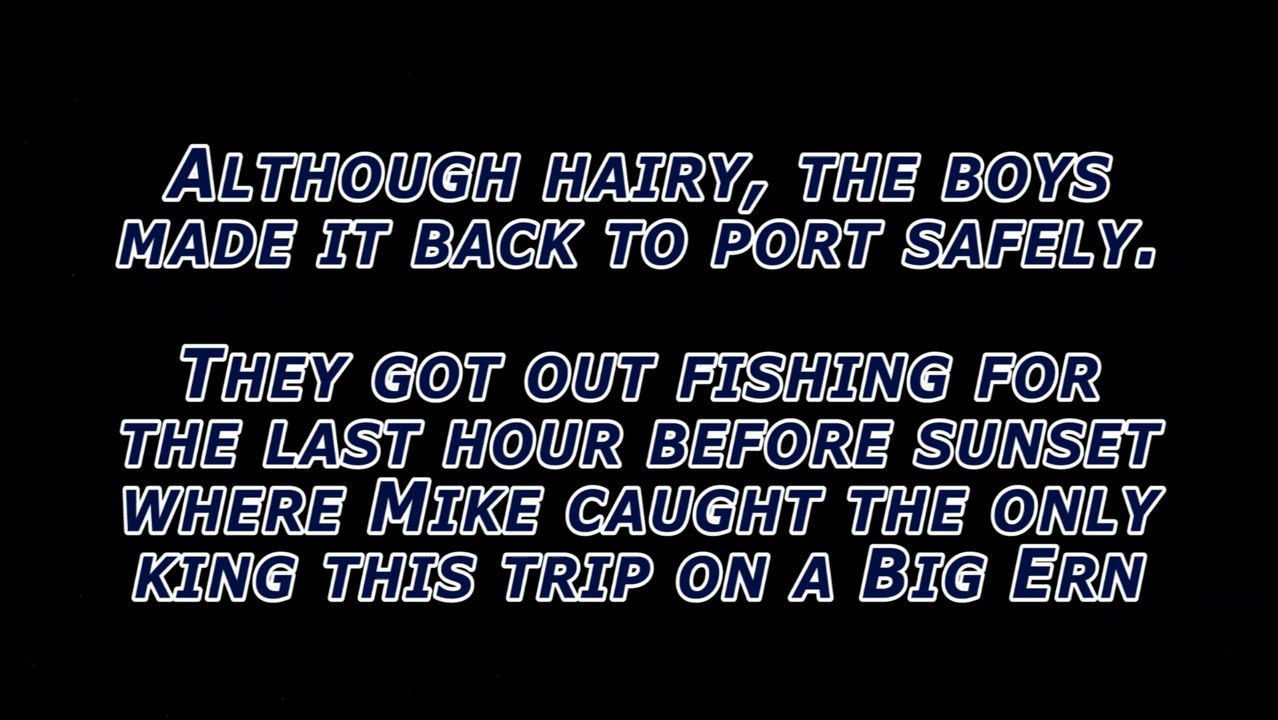 Although hairy, the boys
made it back to port safely.
They got out fishing for
the last hour before sunset
where Mike caught the only
king this trip on a Big Ern